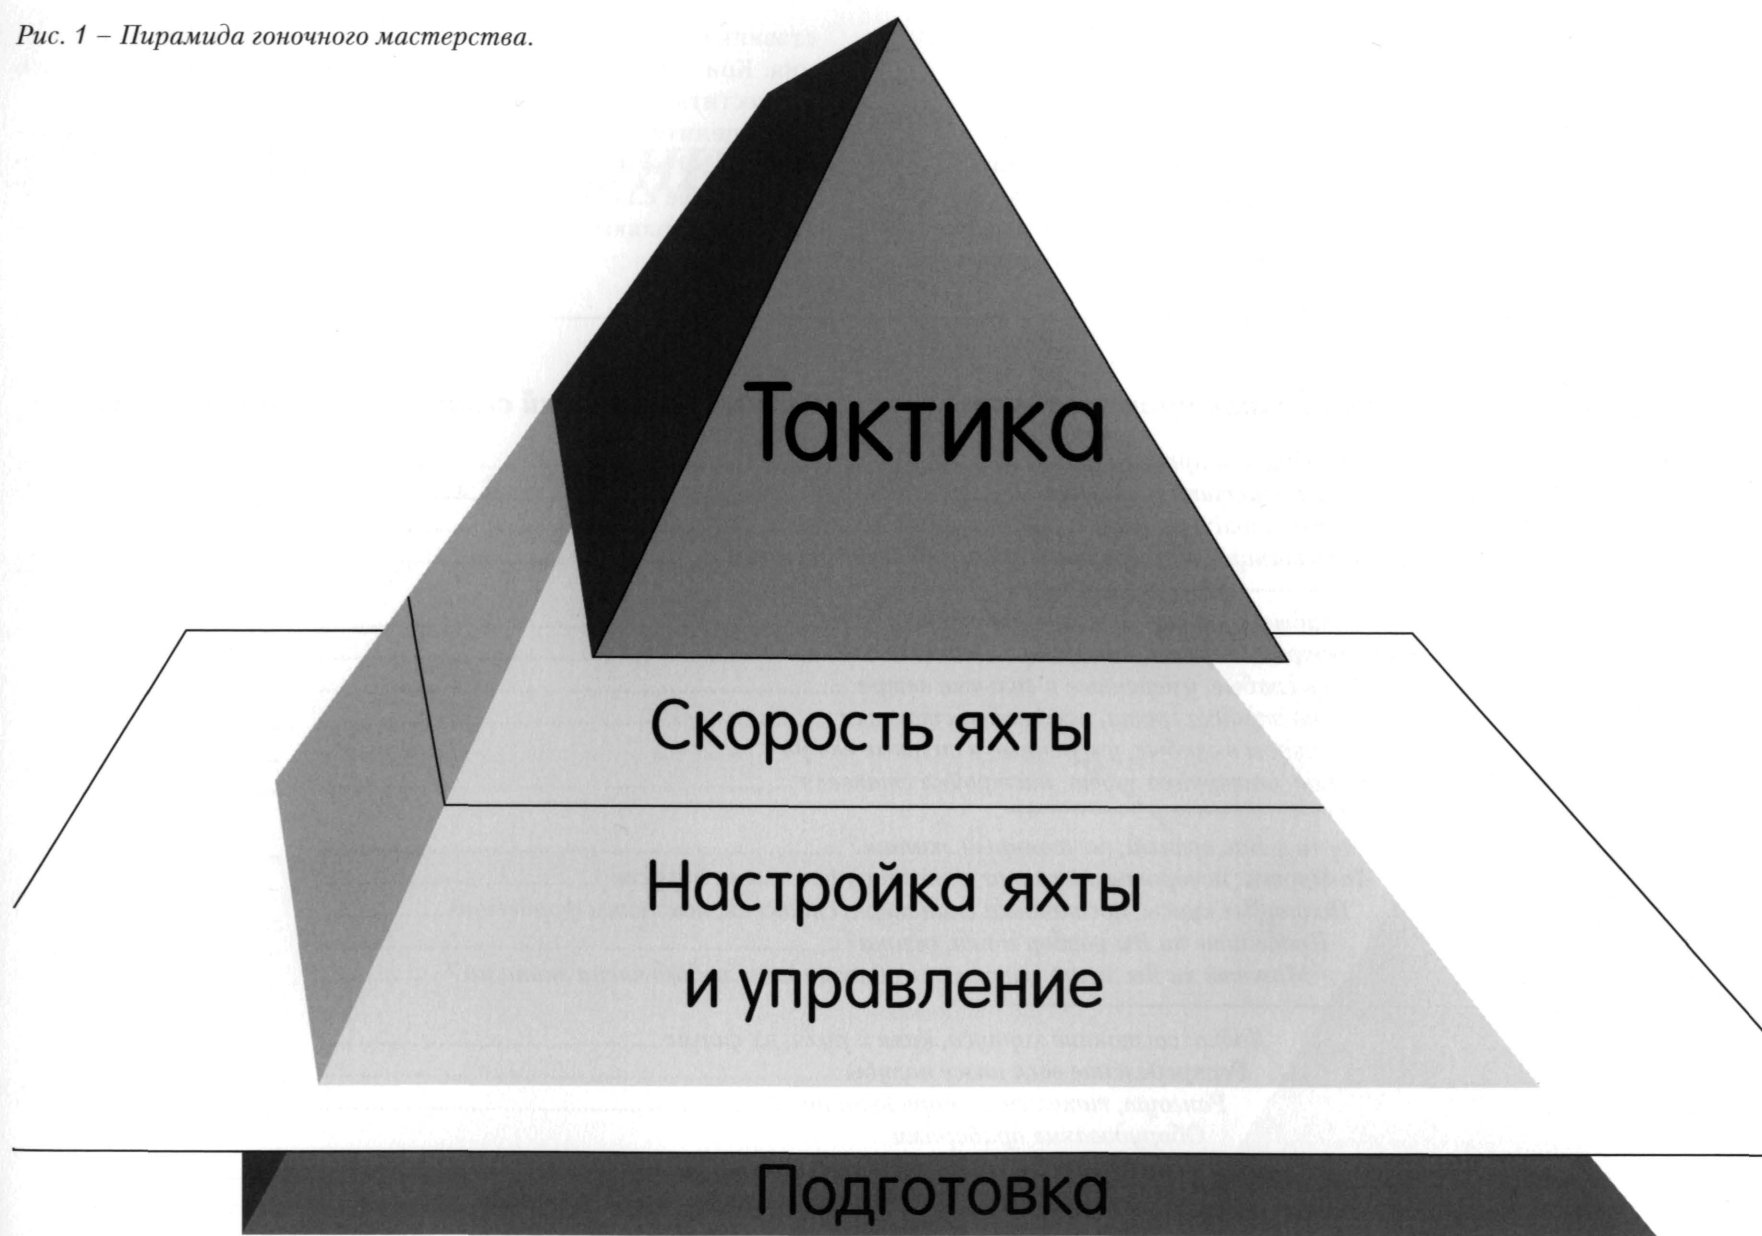 Рис. 1 – Пирамида гоночного мастерства.
Тактика
Скорость яхты
Настройка яхты
и управление
Подготовка